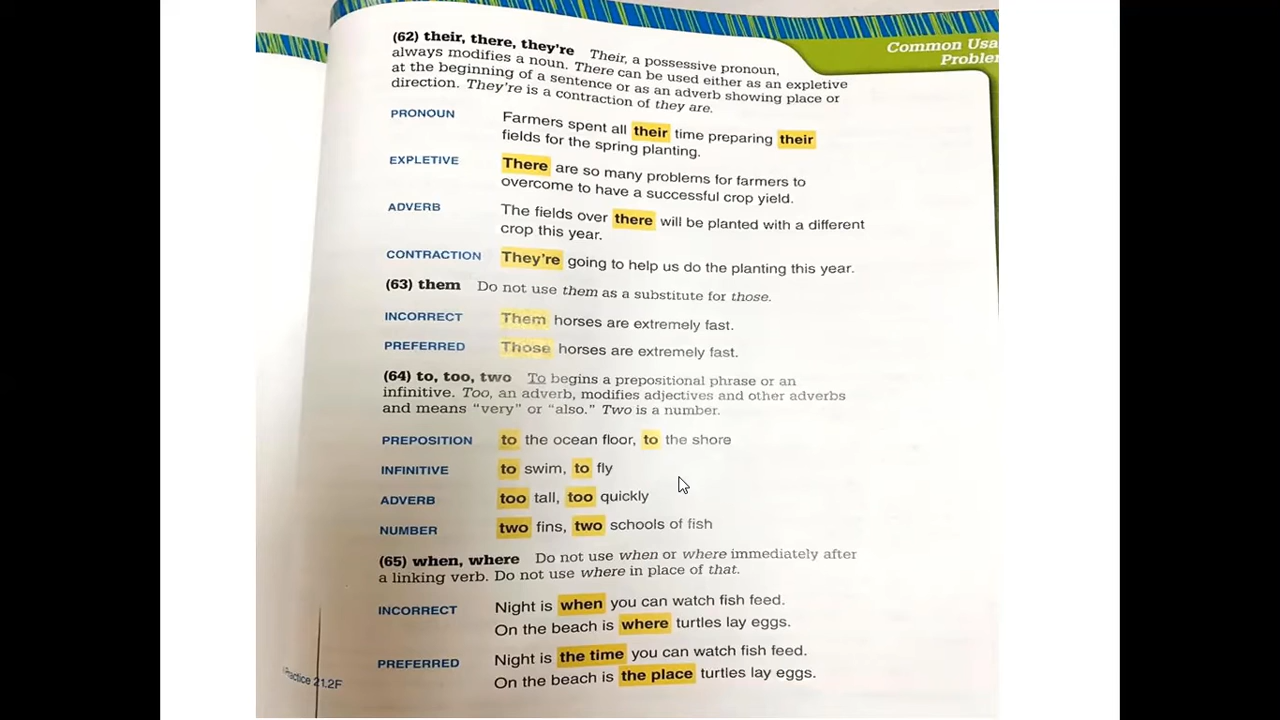 Common Usa
Proble
(62) their, there, they're Their, a possessive pronoun,
always modifies a noun. There can be used either as an expletive
at the beginning of a sentence or as an adverb showing place or
direction. They're is a contraction of they are.
PRONOUN Farmers spent all their time preparing their
fields for the spring planting.
EXPLETIVE There are so many problems for farmers to
overcome to have a successful crop yield.
ADVERB The fields over there will be planted with a different
crop this year.
CONTRACTION They're going to help us do the planting this year.
(63) them Do not use them as a substitute for those.
INCORRECT Them horses are extremely fast.
PREFERRED Those horses are extremely fast.
(64) to, too, two To begins a prepositional phrase or an
infinitive. Too, an adverb, modifies adjectives and other adverbs
and means “very” or “also.” Two is a number.
PREPOSITION to the ocean floor, to the shore
INFINITIVE to swim, to fly
ADVERB too tall, too quickly
NUMBER two fins, two schools of fish
(65) when, where Do not use when or where immediately after
a linking verb. Do not use where in place of that.
INCORRECT Night is when you can watch fish feed.
On the beach is where turtles lay eggs.
PREFERRED Night is the time you can watch fish feed.
On the beach is the place turtles lay eggs.
Practice 21.2F